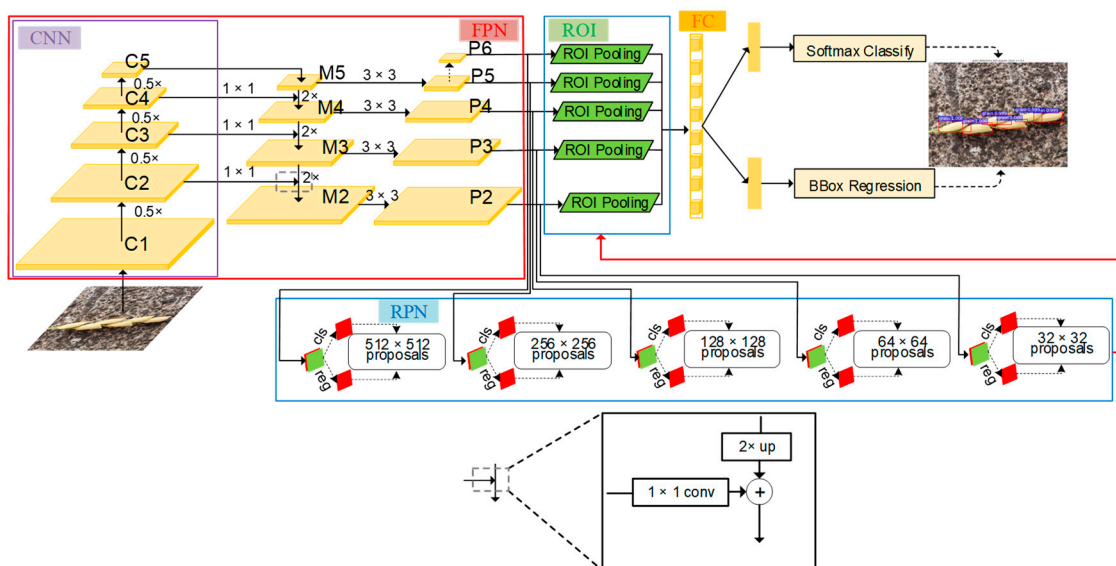 CNN
FPN
ROI
FC
C5
0.5×
C4
0.5×
C3
0.5×
C2
0.5×
C1
1 × 1
1 × 1
1 × 1
M5
2×
M4
2×
M3
2×
M2
3 × 3
3 × 3
3 × 3
3 × 3
P6
P5
P4
P3
P2
ROI Pooling
ROI Pooling
ROI Pooling
ROI Pooling
ROI Pooling
Softmax Classify
BBox Regression
RPN
cls
reg
512 × 512
proposals
cls
reg
256 × 256
proposals
cls
reg
128 × 128
proposals
cls
reg
64 × 64
proposals
cls
reg
32 × 32
proposals
2× up
1 × 1 conv
+